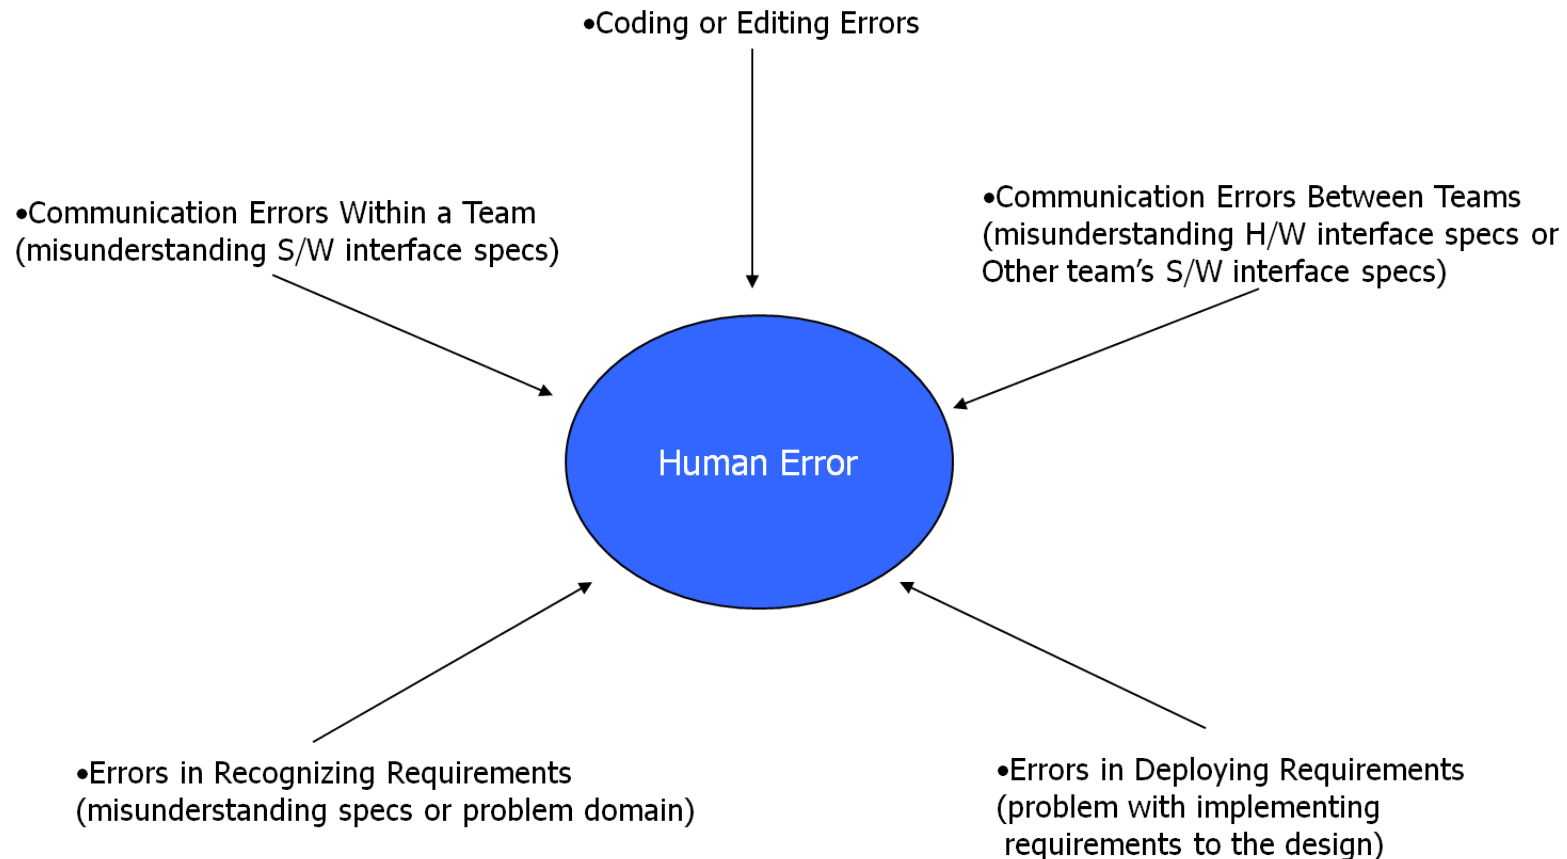 •Coding or Editing Errors
•Communication Errors Within a Team
(misunderstanding S/W interface specs)
•Communication Errors Between Teams
(misunderstanding H/W interface specs or
Other team’s S/W interface specs)
Human Error
•Errors in Recognizing Requirements
(misunderstanding specs or problem domain)
•Errors in Deploying Requirements
(problem with implementing
requirements to the design)